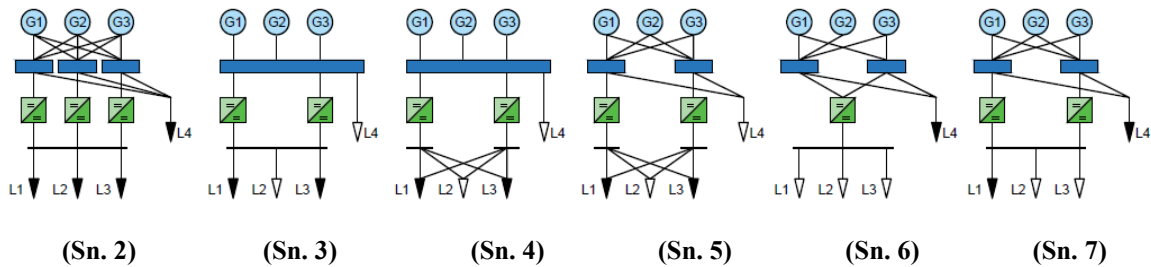 G1 G2 G3 G1 G2 G3 G1 G2 G3 G1 G2 G3 G1 G2 G3 G1 G2 G3
L4 L4 L4 L4 L4 L4
L1 L2 L3 L1 L2 L3 L1 L2 L3 L1 L2 L3 L1 L2 L3 L1 L2 L3
(Sn. 2) (Sn. 3) (Sn. 4) (Sn. 5) (Sn. 6) (Sn. 7)